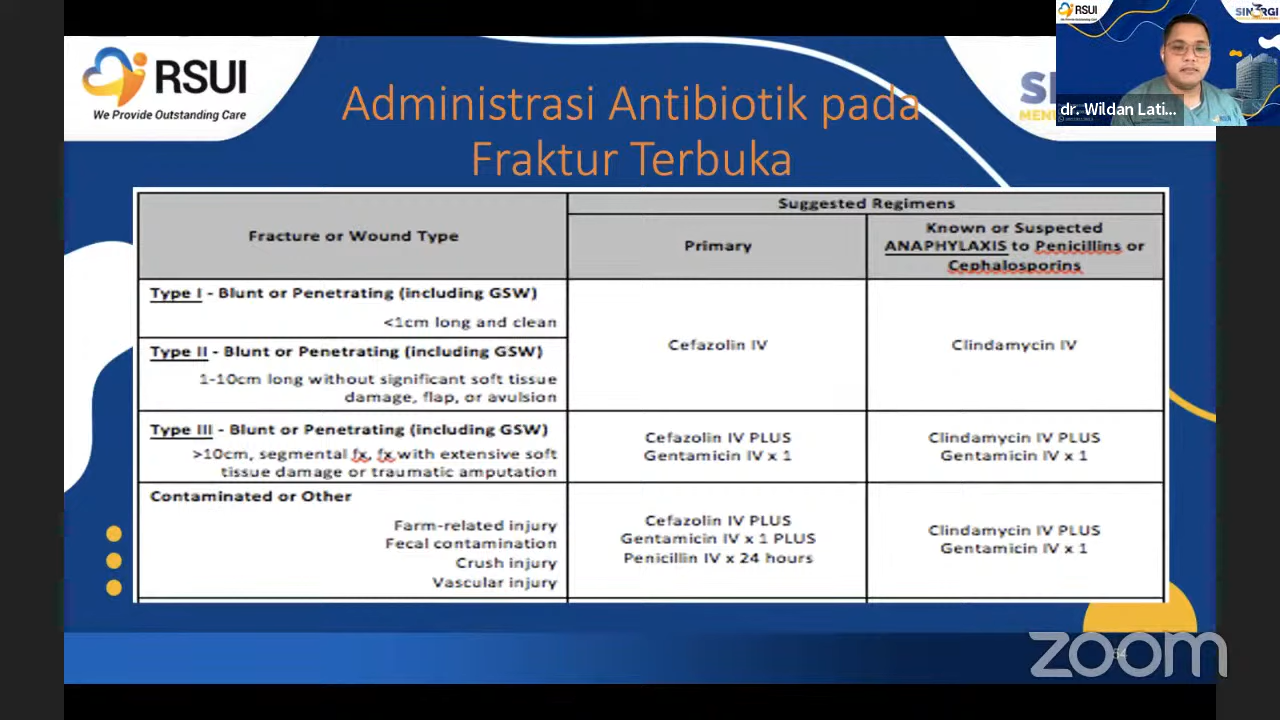 RSUI
We Provide Outstanding Care
Administrasi Antibiotik pada
Fraktur Terbuka
RSUI
We Provide Outstanding Care
dr. Wildan Lati...
Fracture or Wound Type
Suggested Regimens
Primary
Known or Suspected
ANAPHYLAXIS to Penicillins or
Cephalosporins
Type I - Blunt or Penetrating (including GSW)
<1cm long and clean
Type II - Blunt or Penetrating (including GSW)
1-10cm long without significant soft tissue
damage, flap, or avulsion
Cefazolin IV
Clindamycin IV
Type III - Blunt or Penetrating (including GSW)
>10cm, segmental fx, fx with extensive soft
tissue damage or traumatic amputation
Cefazolin IV PLUS
Gentamicin IV x 1
Clindamycin IV PLUS
Gentamicin IV x 1
Contaminated or Other
Farm-related injury
Fecal contamination
Crush injury
Vascular injury
Cefazolin IV PLUS
Gentamicin IV x 1 PLUS
Penicillin IV x 24 hours
Clindamycin IV PLUS
Gentamicin IV x 1
zoom